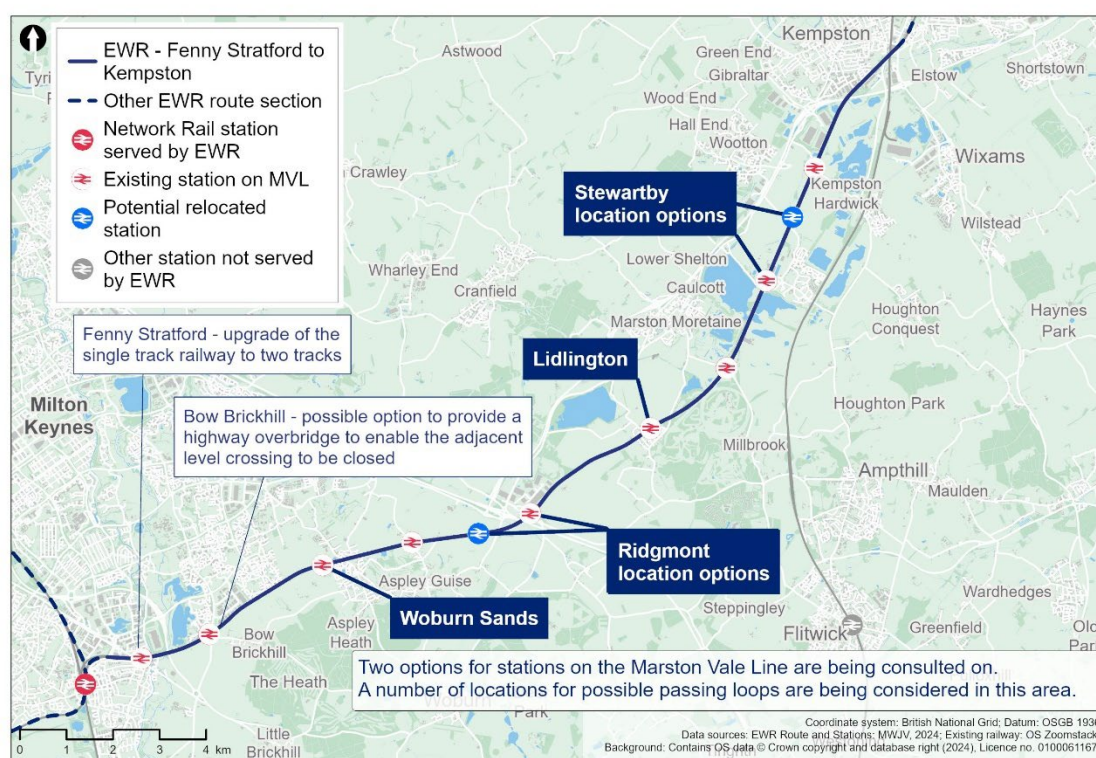 EWR - Fenny Stratford to
Kempston
Other EWR route section
Network Rail station
served by EWR
Existing station on MVL
Potential relocated
station
Other station not served
by EWR
Astwood
Kempston
Green End
Gibraltar
Elstow
Shortstown
Wood End
Hall End
Wootton
Wixams
Crawley
Stewartby
location options
Kempston
Hardwick
Wilstead
Lower Shelton
Wharley End
Cranfield
Caulcott
Marston Moretaine
Houghton
Conquest
Haynes
Park
Fenny Stratford - upgrade of the
single track railway to two tracks
Lidlington
Milton
Keynes
Bow Brickhill - possible option to provide a
highway overbridge to enable the adjacent
level crossing to be closed
Houghton Park
Millbrook
Ampthill
Maulden
Ridgmont
location options
Aspley Guise
Woburn Sands
Steppingley
Wardhedges
Flitwick
Greenfield
Bow
Brickhill
Aspley
Heath
The Heath
Park
Two options for stations on the Marston Vale Line are being consulted on.
A number of locations for possible passing loops are being considered in this area.
Little
Brickhill
0 1 2 3 4
km
Coordinate system: British National Grid; Datum: OSGB 1936
Data sources: EWR Route and Stations: MWJV, 2024; Existing railway: OS Zoomstack
Background: Contains OS data © Crown copyright and database right (2024), Licence no. 0100061167